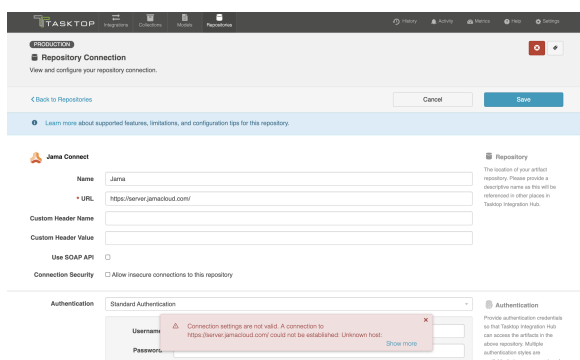 TASKTOP
Integrations
Collections
Models
Repositories
History
Activity
Metrics
Help
Settings
PRODUCTION
Repository Connection
View and configure your repository connection.
Back to Repositories
Cancel
Save
Learn more about supported features, limitations, and configuration tips for this repository.
Jama Connect
Name
Jama
* URL
https://server.jamacloud.com/
Custom Header Name
Custom Header Value
Use SOAP API
Connection Security
Allow insecure connections to this repository
Repository
The location of your artifact
repository. Please provide a
descriptive name as this will be
referenced in other places in
Tasktop Integration Hub.
Authentication
Standard Authentication
Username
Password
Connection settings are not valid. A connection to
https://server.jamacloud.com/ could not be established: Unknown host:
Show more
Authentication
Provide authentication credentials
so that Tasktop Integration Hub
can access the artifacts in the
above repository. Multiple
authentication styles are